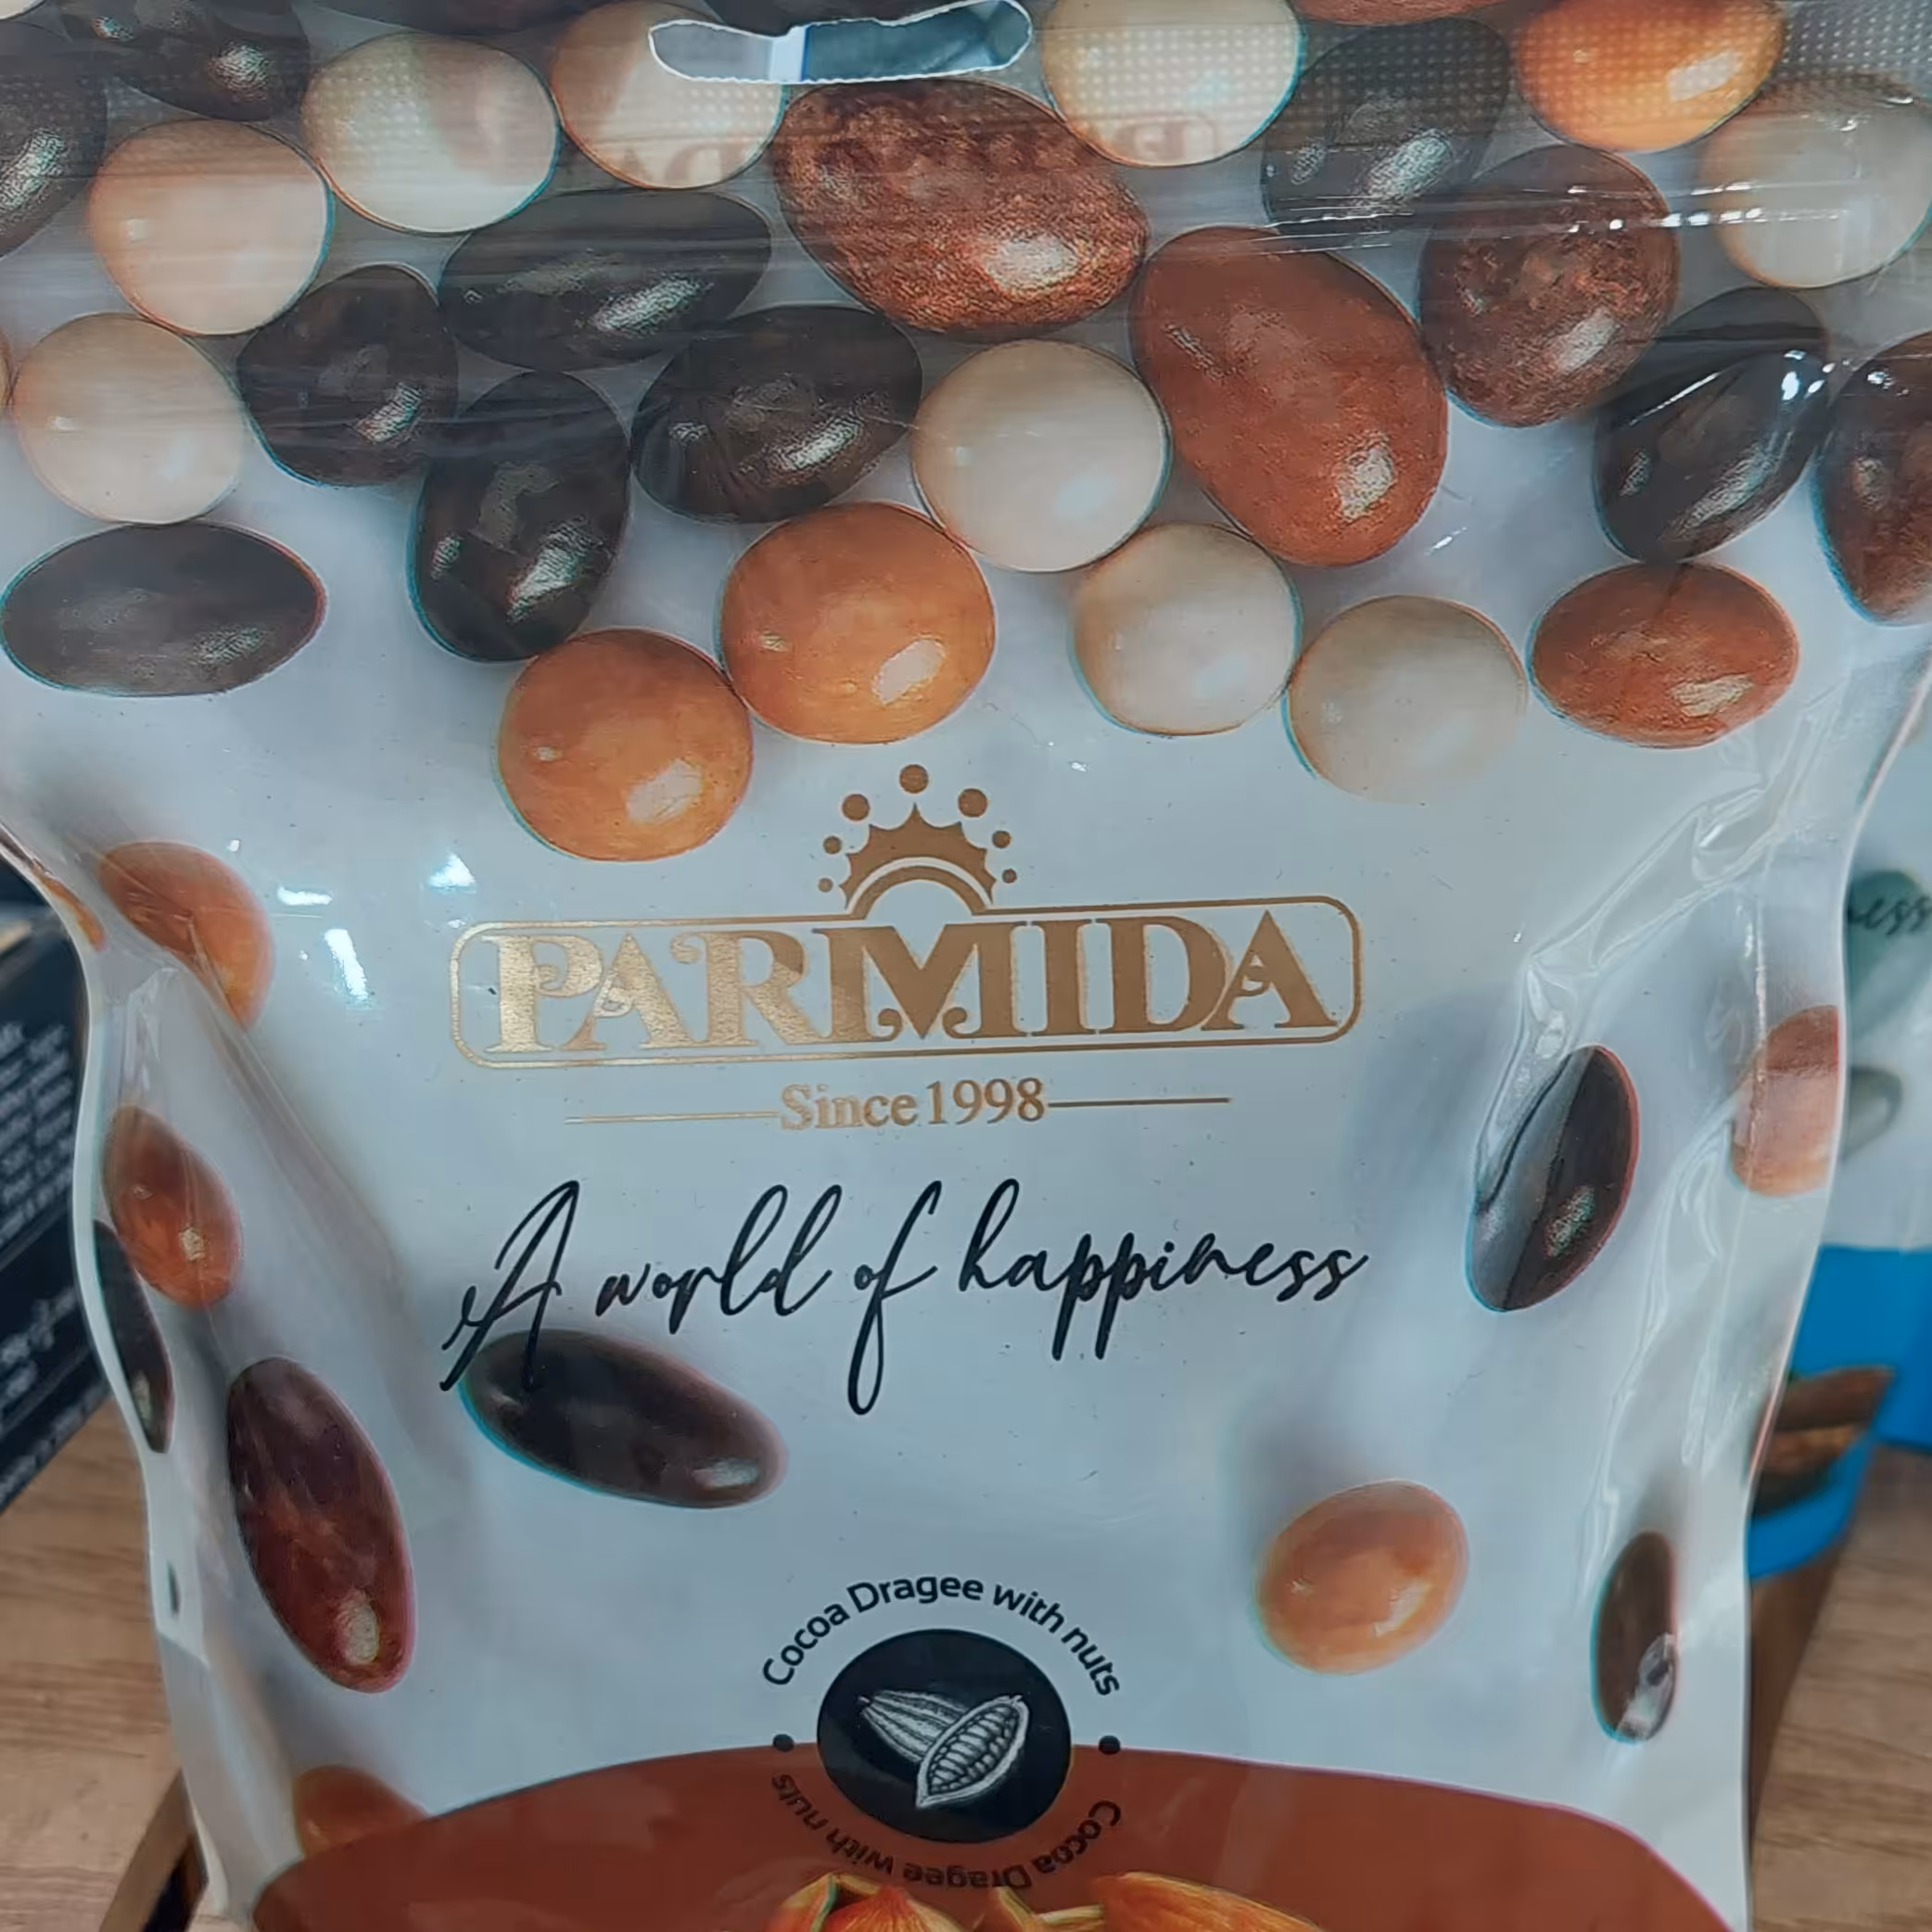 PARMIDA
Since 1998
A world of happiness
Cocoa Dragee with nuts
Cocoa Dragee with nuts